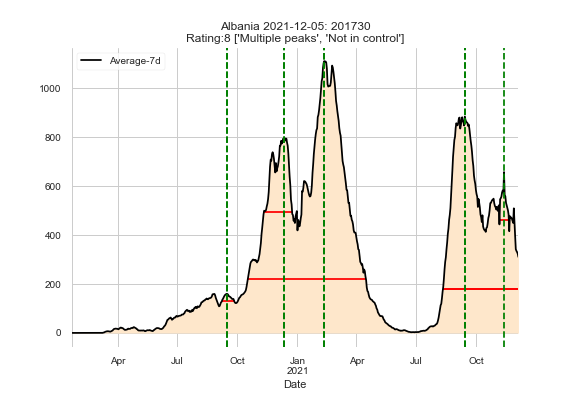 Albania 2021-12-05: 201730
Rating:8 ['Multiple peaks', 'Not in control']
Average-7d
1000
800
600
400
200
0
Apr Jul Oct Jan Apr Jul Oct
2021
Date